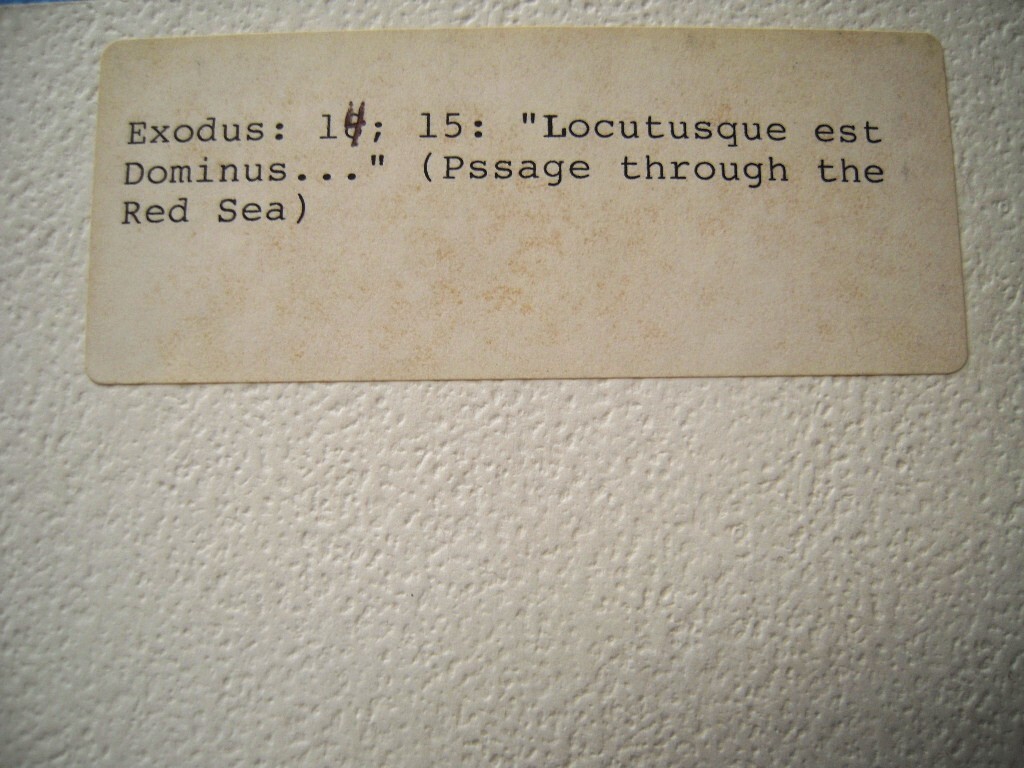 Exodus: 14; 15: "Locutusque est
Dominus..." (Pssage through the
Red Sea)